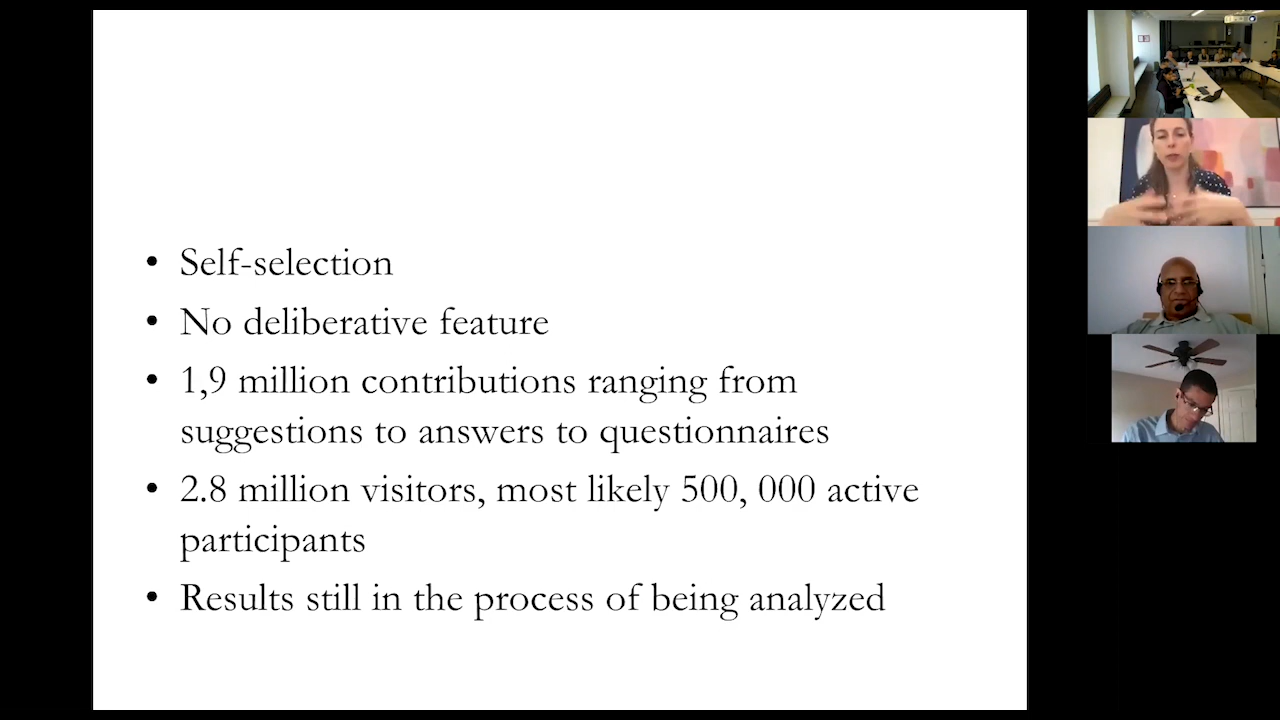 • Self-selection
• No deliberative feature
• 1,9 million contributions ranging from
suggestions to answers to questionnaires
• 2.8 million visitors, most likely 500, 000 active
participants
• Results still in the process of being analyzed